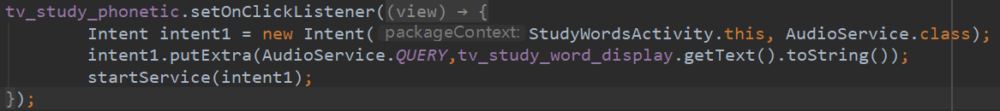 tv_study_phonetic.setOnClickListener((view) → {
Intent intent1 = new Intent( packageContext: StudyWordsActivity.this, AudioService.class);
intent1.putExtra(AudioService.QUERY,tv_study_word_display.getText().toString());
startService(intent1);
});